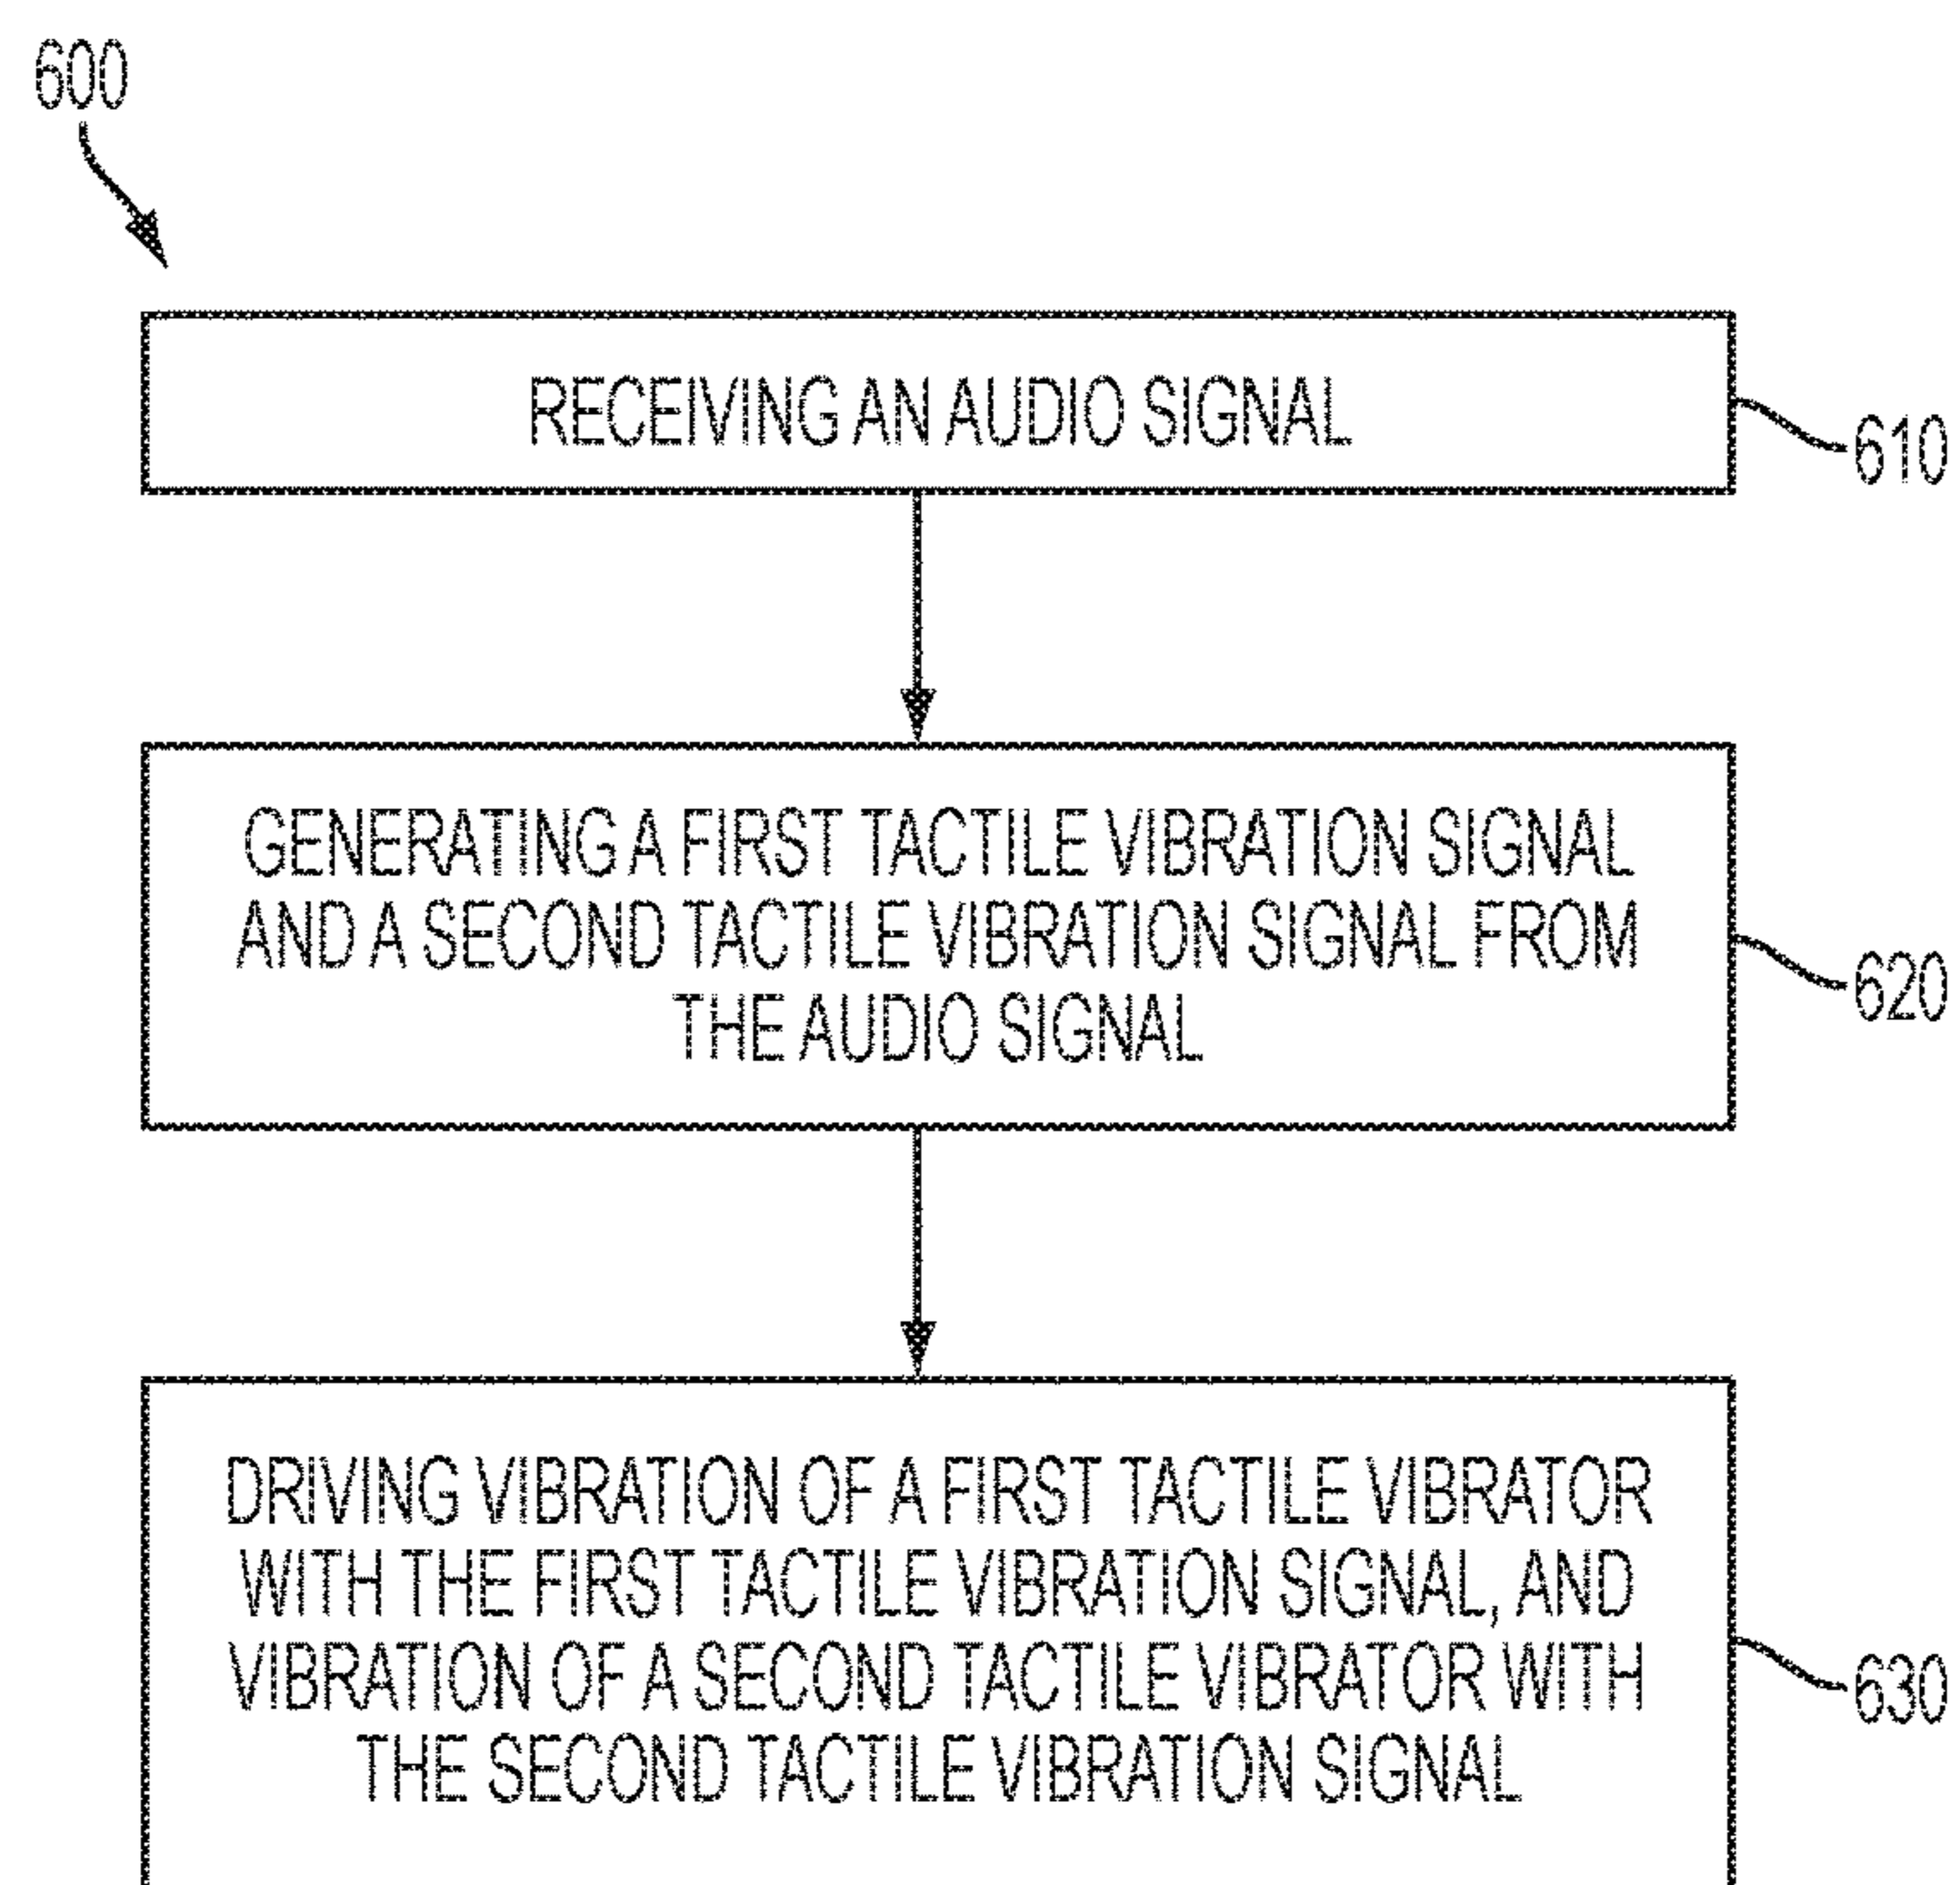 600
RECEIVING AN AUDIO SIGNAL
610
GENERATING A FIRST TACTILE VIBRATION SIGNAL
AND A SECOND TACTILE VIBRATION SIGNAL FROM
THE AUDIO SIGNAL
620
DRIVING VIBRATION OF A FIRST TACTILE VIBRATOR
WITH THE FIRST TACTILE VIBRATION SIGNAL, AND
VIBRATION OF A SECOND TACTILE VIBRATOR WITH
THE SECOND TACTILE VIBRATION SIGNAL
630